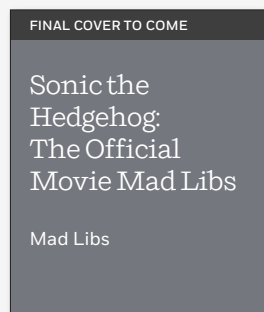 FINAL COVER TO COME
Sonic the
Hedgehog:
The Official
Movie Mad Libs
Mad Libs